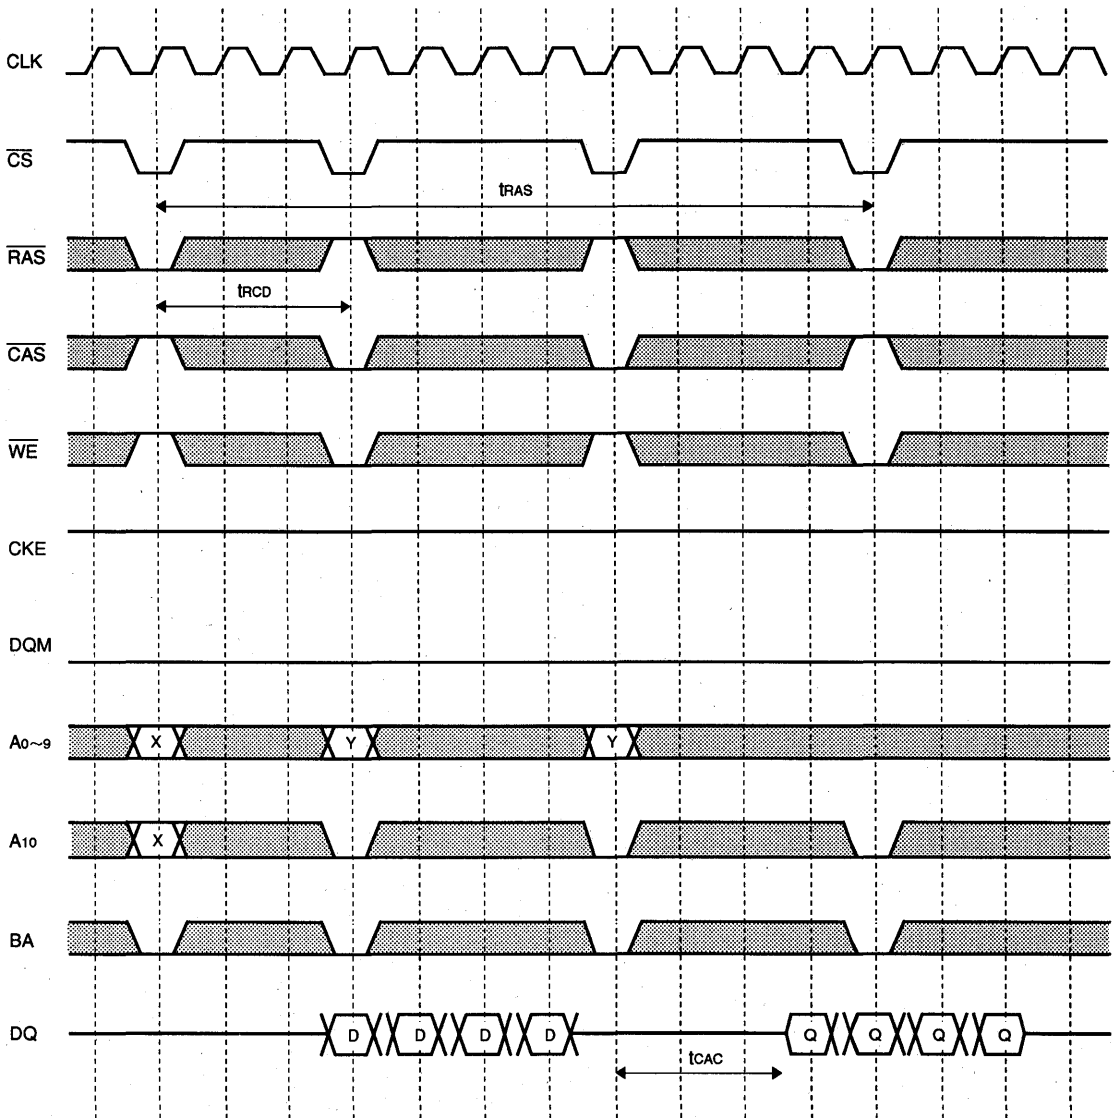 CLK
CS
tRAS
RAS
tRCD
CAS
WE
CKE
DQM
A0~9 X Y Y
A10 X
BA
DQ D D D D Q Q Q Q
tCAC